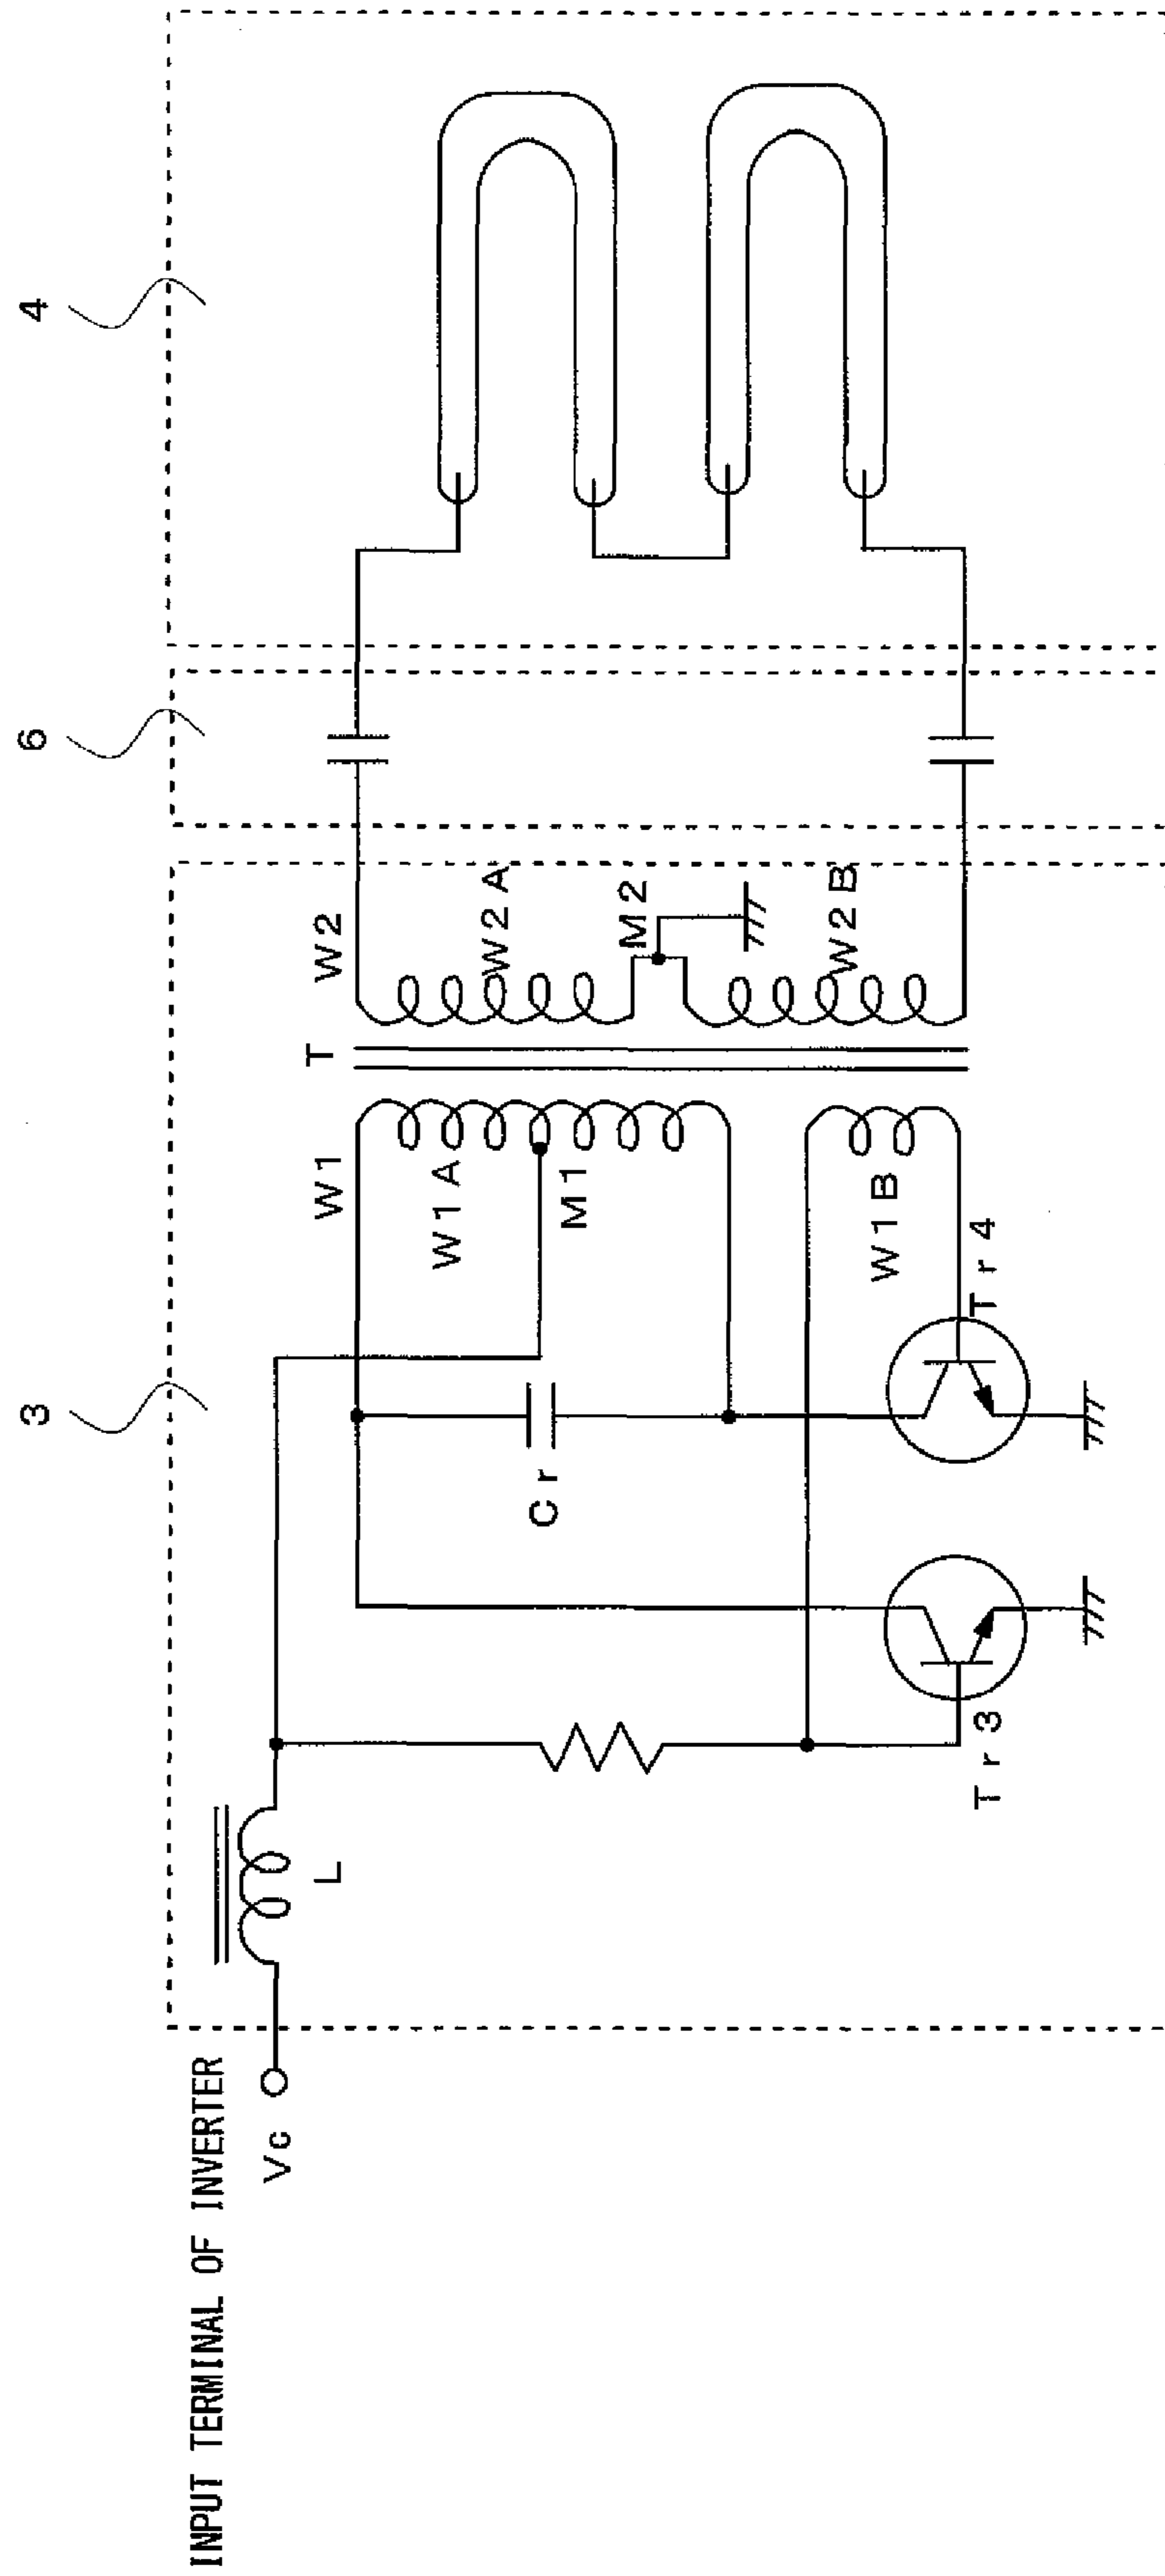 INPUT TERMINAL OF INVERTER
Vc
L
3
6
4
Tr3
Tr4
Cr
W1
W1A
M1
W1B
T
W2
W2A
M2
W2B